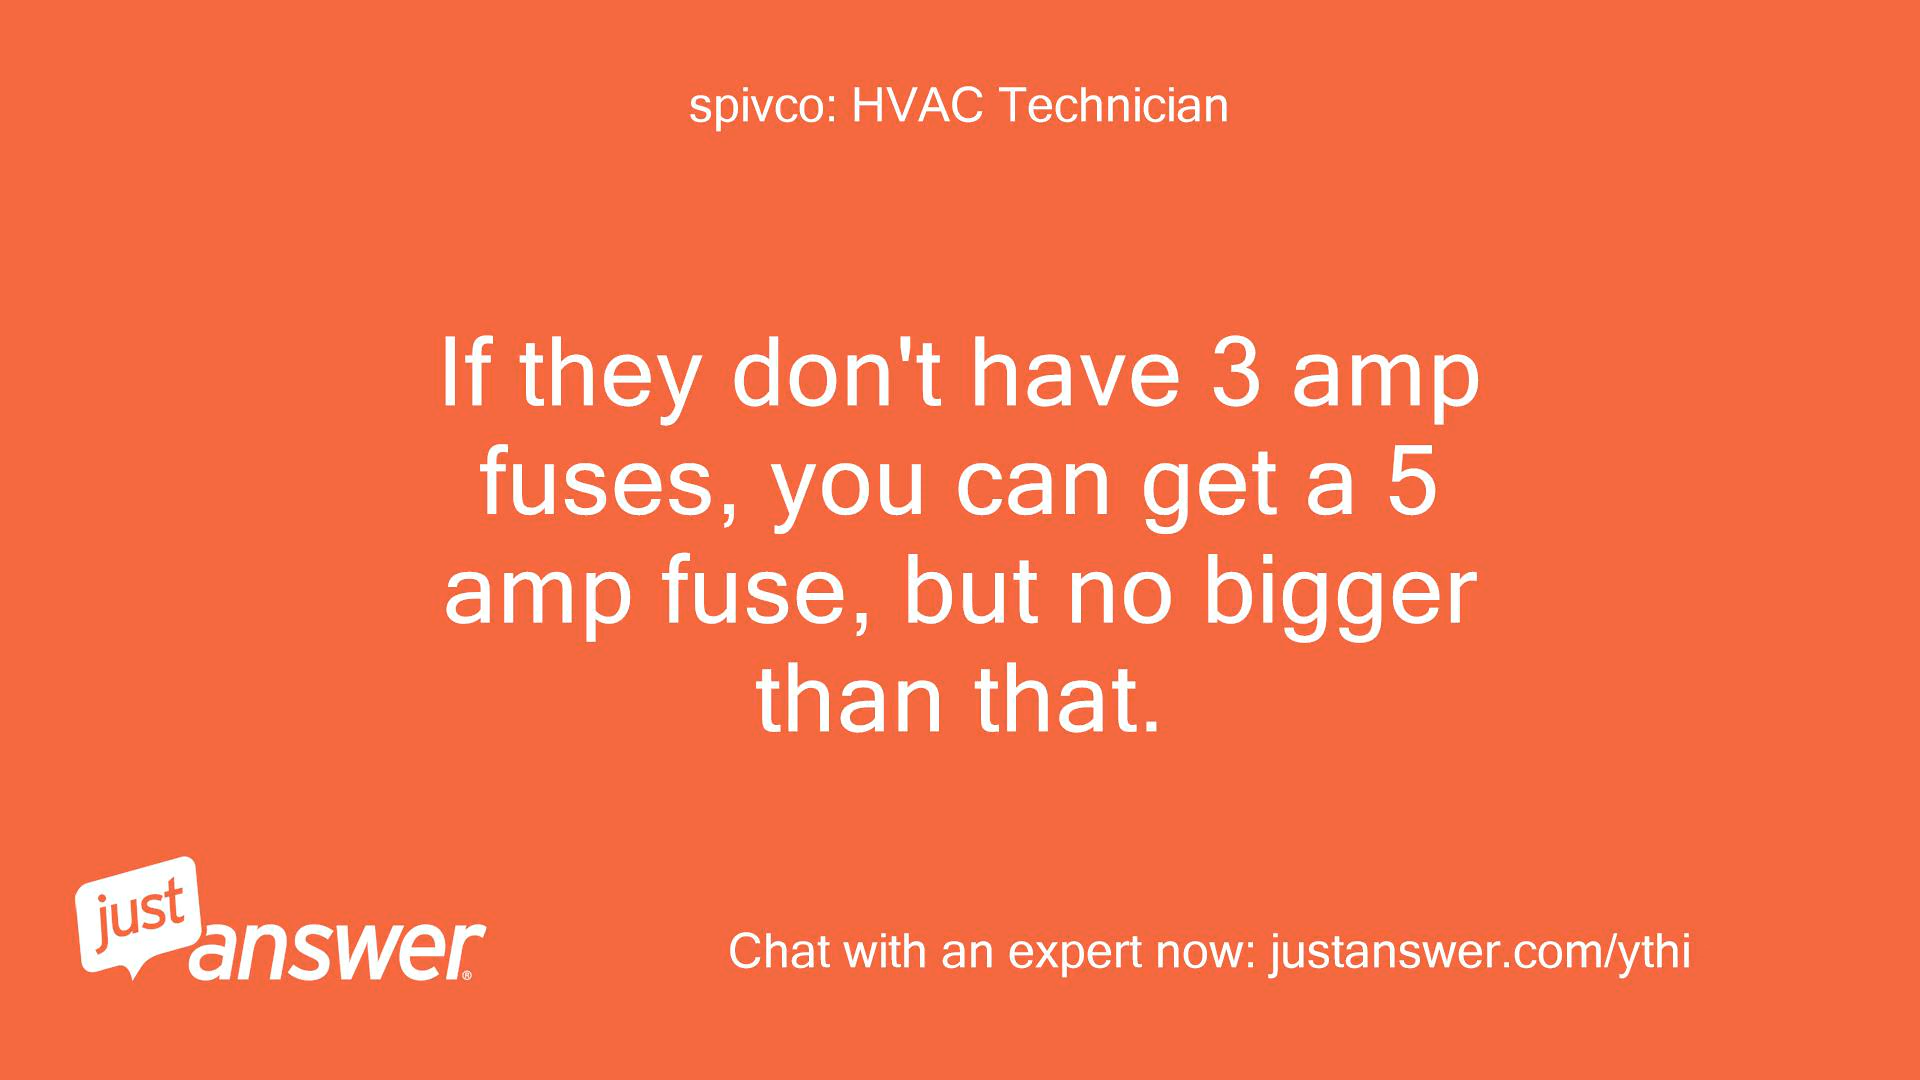 spivco: HVAC Technician
If they don't have 3 amp
fuses, you can get a 5
amp fuse, but no bigger
than that.
just
answer®
Chat with an expert now: justanswer.com/ythi